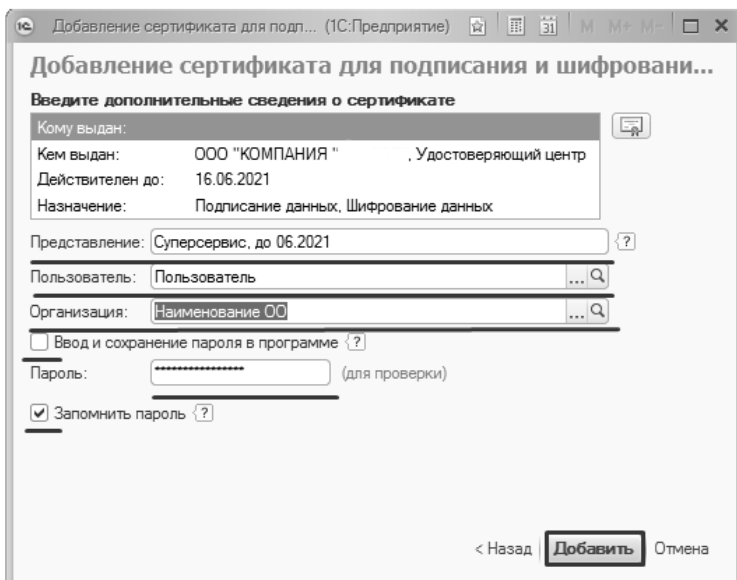 1С Добавление сертификата для подп... (1С:Предприятие) 31 M M+ M-
Добавление сертификата для подписания и шифровани...
Введите дополнительные сведения о сертификате
Кому выдан:
Кем выдан: ООО "КОМПАНИЯ " , Удостоверяющий центр
Действителен до: 16.06.2021
Назначение: Подписание данных, Шифрование данных
Представление: Суперсервис, до 06.2021 ?
Пользователь: Пользователь ...
Организация: Наименование ОО ...
Ввод и сохранение пароля в программе ?
Пароль: **************** (для проверки)
Запомнить пароль ?
< Назад Добавить Отмена